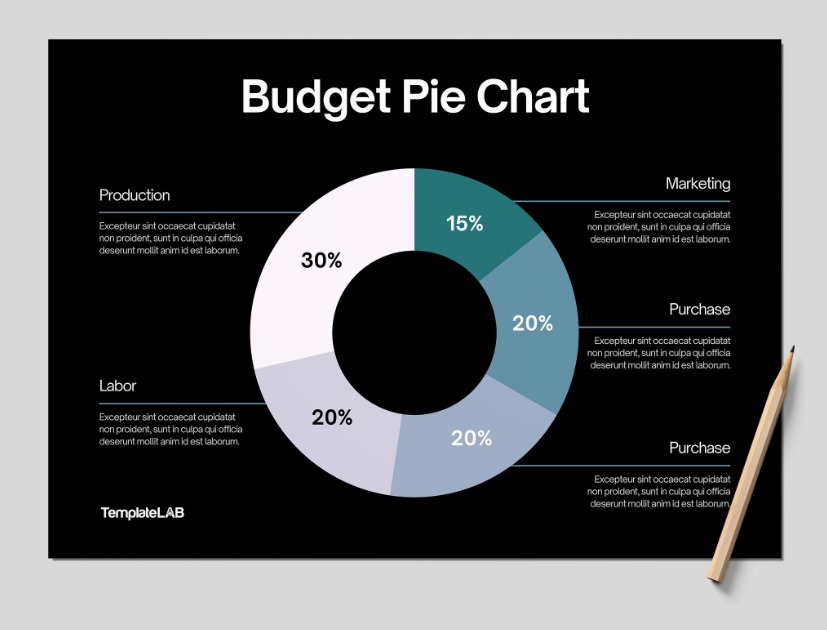 Budget Pie Chart
Production
Excepteur sint occaecat cupidatat
non proident, sunt in culpa qui officia
deserunt mollit anim id est laborum.
30%
15%
Marketing
Excepteur sint occaecat cupidatat
non proident, sunt in culpa qui officia
deserunt mollit anim id est laborum.
20%
Purchase
Excepteur sint occaecat cupidatat
non proident, sunt in culpa qui officia
deserunt mollit anim id est laborum.
Labor
Excepteur sint occaecat cupidatat
non proident, sunt in culpa qui officia
deserunt mollit anim id est laborum.
20%
20%
Purchase
Excepteur sint occaecat cupidatat
non proident, sunt in culpa qui officia
deserunt mollit anim id est laborum.
TemplateLAB